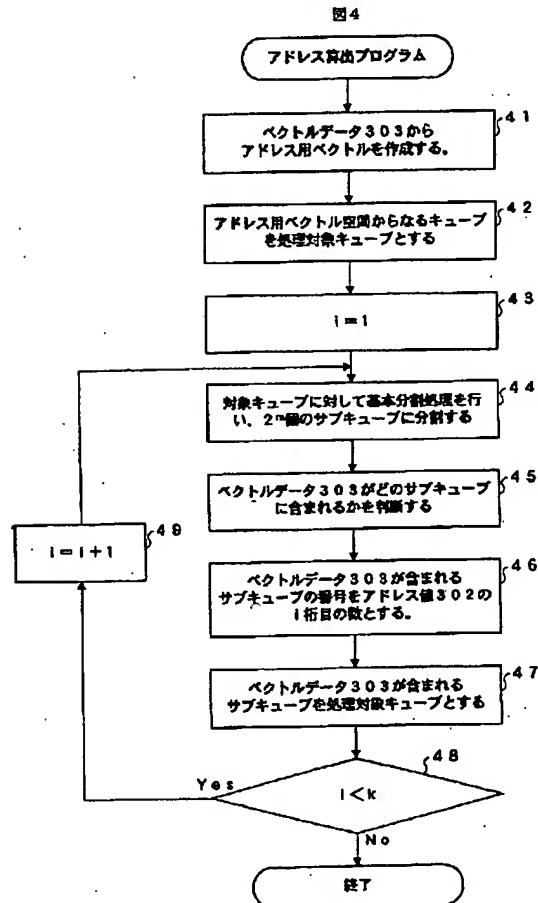 図4
アドレス算出プログラム
41
ベクトルデータ303から
アドレス用ベクトルを作成する。
42
アドレス用ベクトル空間からなるキューブ
を処理対象キューブとする
43
i=1
44
対象キューブに対して基本分割処理を行
い、2ᵐ個のサブキューブに分割する
45
ベクトルデータ303がどのサブキューブ
に含まれるかを判断する
49
i=i+1
46
ベクトルデータ303が含まれる
サブキューブの番号をアドレス値302の
i桁目の数とする。
47
ベクトルデータ303が含まれる
サブキューブを処理対象キューブとする
48
Yes
i<k
No
終了